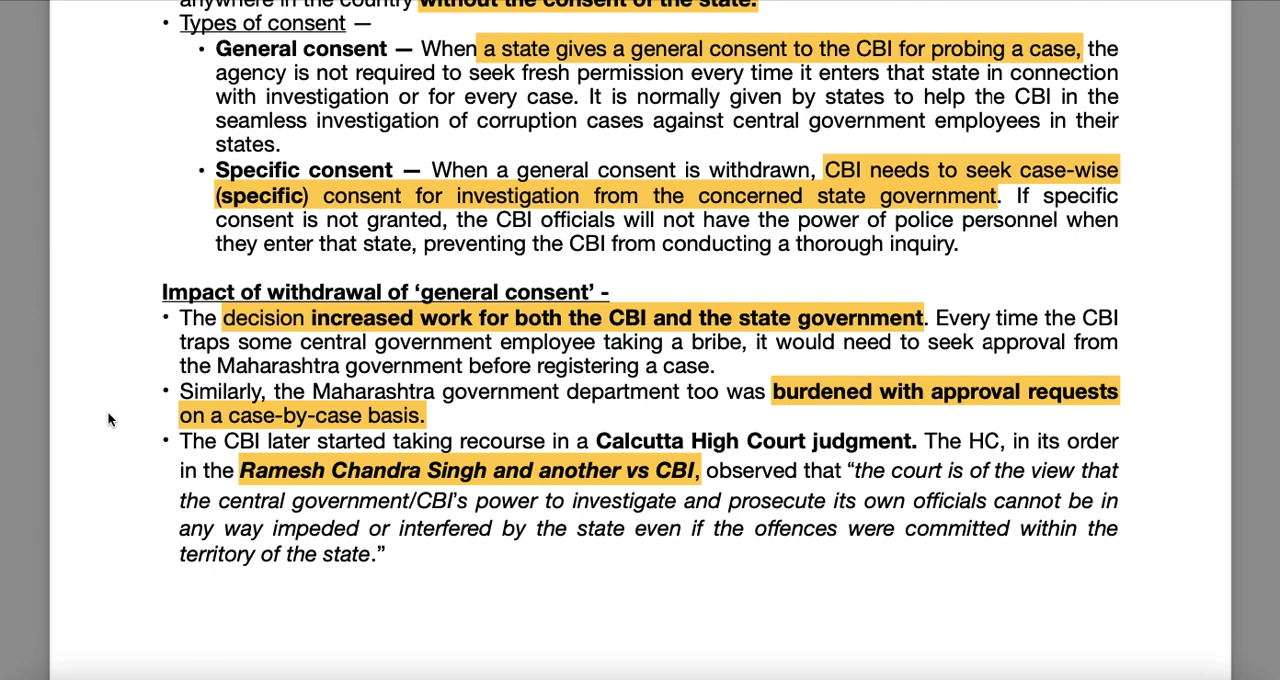 anywhere in the country without the consent of the state.
• Types of consent —
• General consent — When a state gives a general consent to the CBI for probing a case, the
agency is not required to seek fresh permission every time it enters that state in connection
with investigation or for every case. It is normally given by states to help the CBI in the
seamless investigation of corruption cases against central government employees in their
states.
• Specific consent — When a general consent is withdrawn, CBI needs to seek case-wise
(specific) consent for investigation from the concerned state government. If specific
consent is not granted, the CBI officials will not have the power of police personnel when
they enter that state, preventing the CBI from conducting a thorough inquiry.
Impact of withdrawal of ‘general consent’ -
• The decision increased work for both the CBI and the state government. Every time the CBI
traps some central government employee taking a bribe, it would need to seek approval from
the Maharashtra government before registering a case.
• Similarly, the Maharashtra government department too was burdened with approval requests
on a case-by-case basis.
• The CBI later started taking recourse in a Calcutta High Court judgment. The HC, in its order
in the Ramesh Chandra Singh and another vs CBI, observed that “the court is of the view that
the central government/CBI’s power to investigate and prosecute its own officials cannot be in
any way impeded or interfered by the state even if the offences were committed within the
territory of the state.”